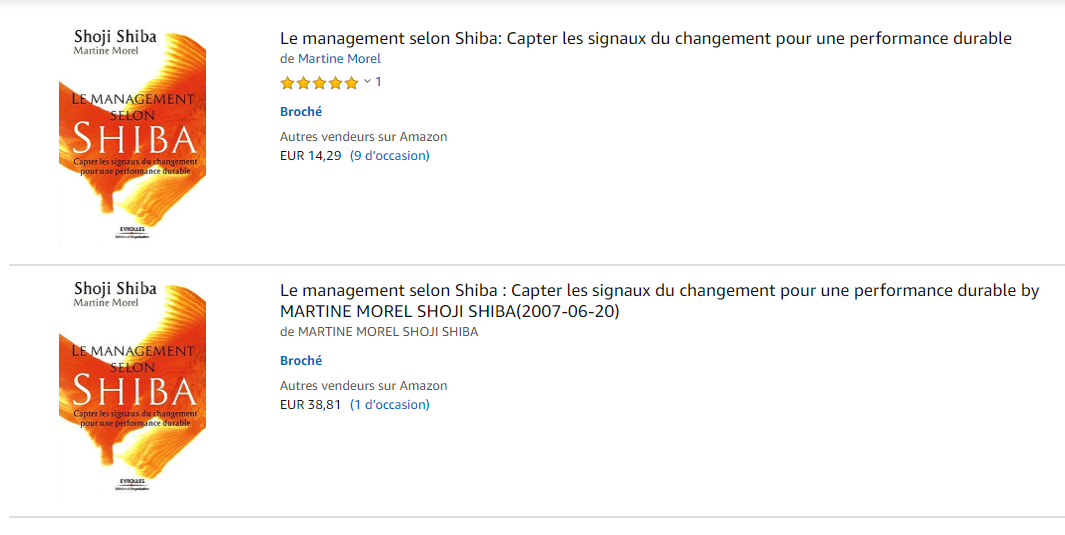 Shoji Shiba
Martine Morel
LE MANAGEMENT
SELON
SHIBA
Capter les signaux du changement
pour une performance durable
EYROLLES
Éditions d'Organisation
Le management selon Shiba: Capter les signaux du changement pour une performance durable
de Martine Morel
1
Broché
Autres vendeurs sur Amazon
EUR 14,29 (9 d'occasion)
Shoji Shiba
Martine Morel
LE MANAGEMENT
SELON
SHIBA
Capter les signaux du changement
pour une performance durable
EYROLLES
Éditions d'Organisation
Le management selon Shiba : Capter les signaux du changement pour une performance durable by
MARTINE MOREL SHOJI SHIBA(2007-06-20)
de MARTINE MOREL SHOJI SHIBA
Broché
Autres vendeurs sur Amazon
EUR 38,81 (1 d'occasion)